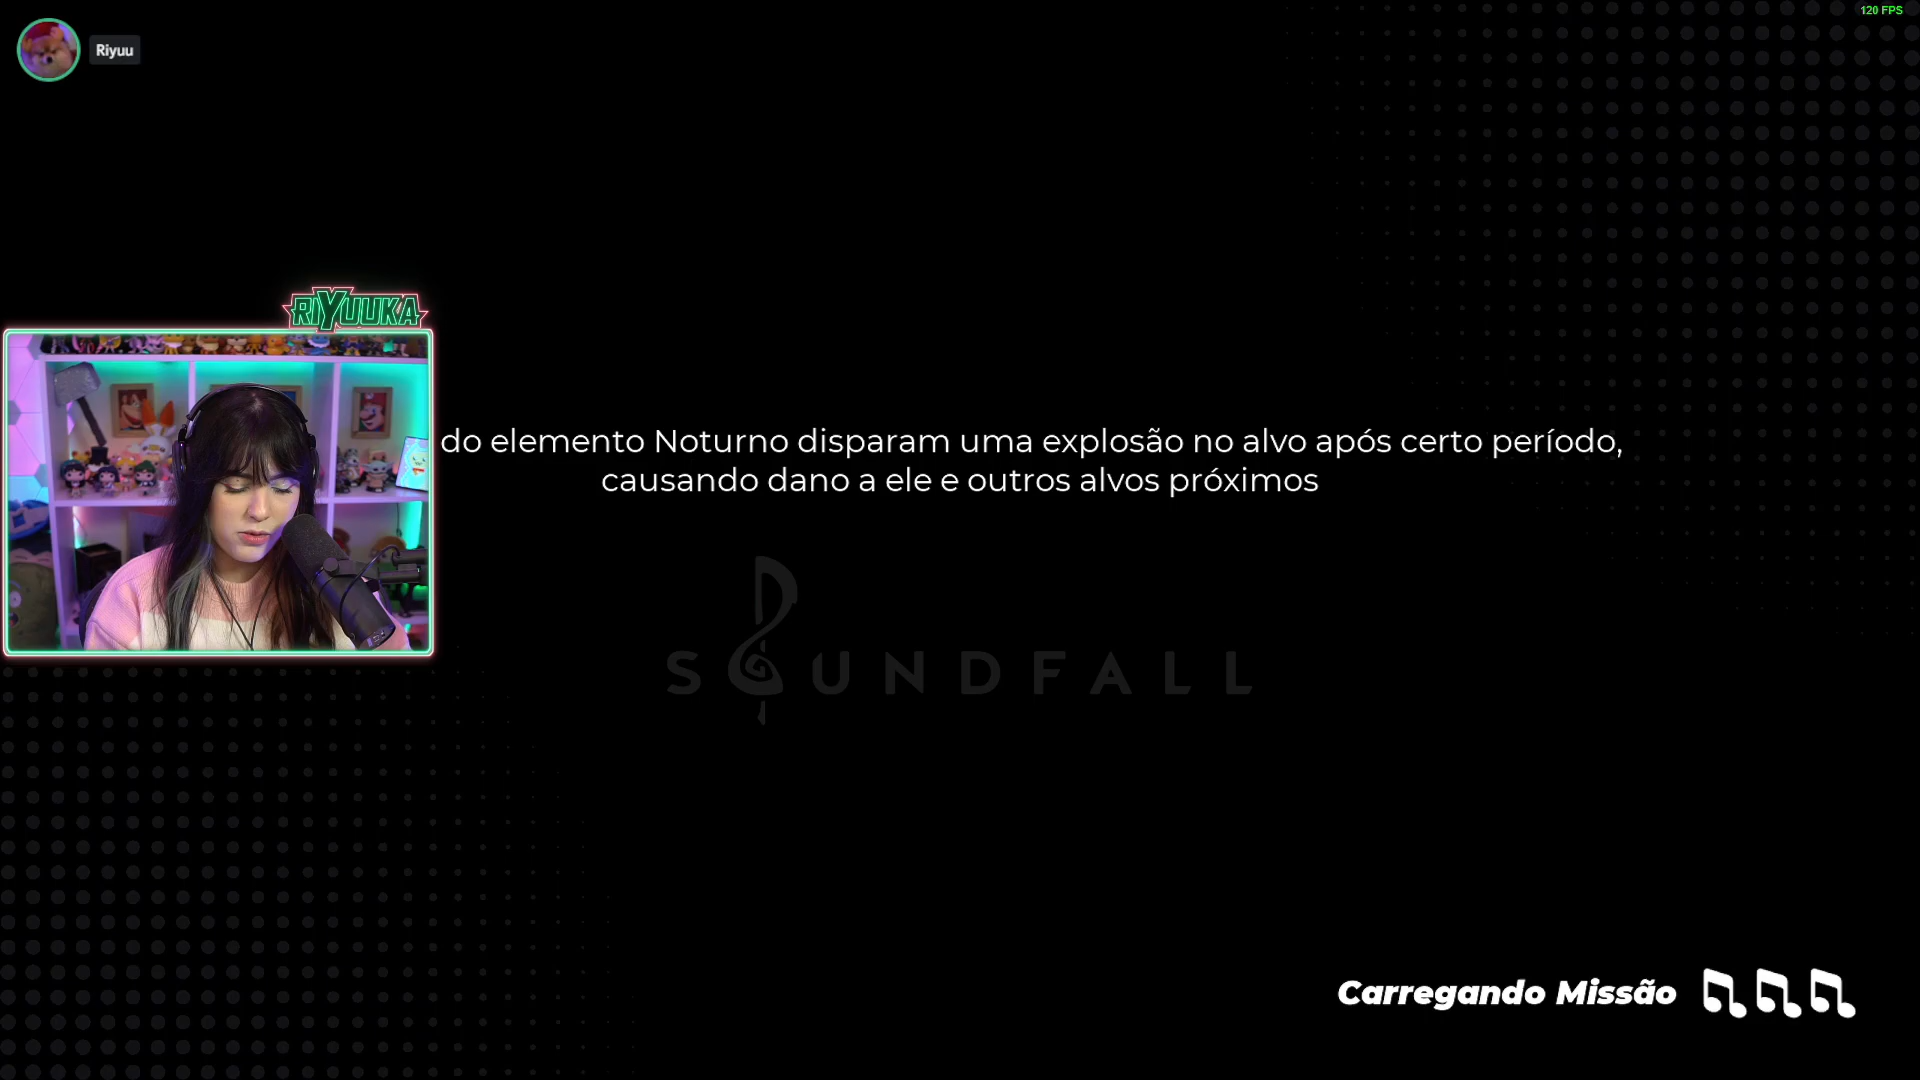 120 FPS
Riyuu
RIYUUKA
do elemento Noturno disparam uma explosão no alvo após certo período,
causando dano a ele e outros alvos próximos
SOUNDFALL
Carregando Missão